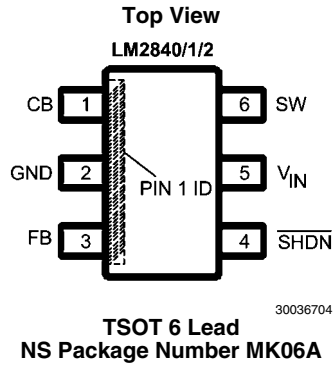 Top View
LM2840/1/2
CB 1 6 SW
GND 2 5 VIN
PIN 1 ID
FB 3 4 SHDN
30036704
TSOT 6 Lead
NS Package Number MK06A